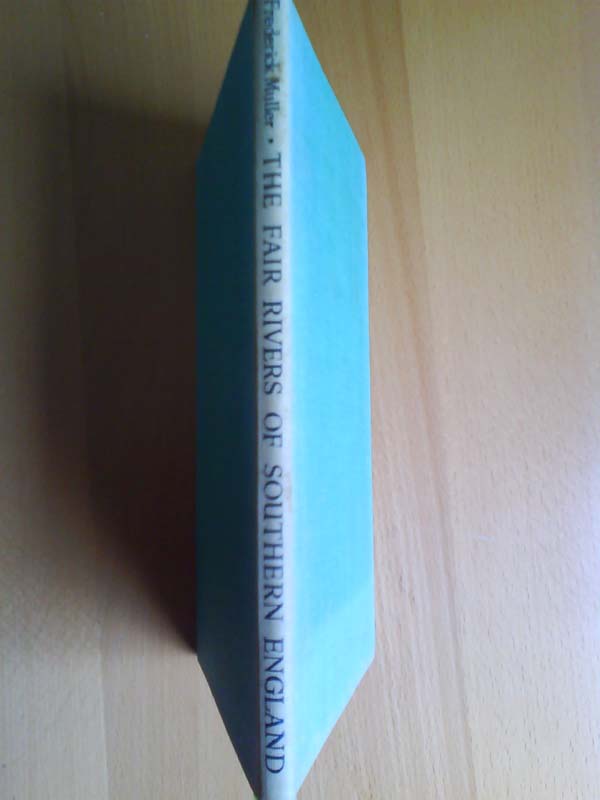 Frederick Muller · THE FAIR RIVERS OF SOUTHERN ENGLAND